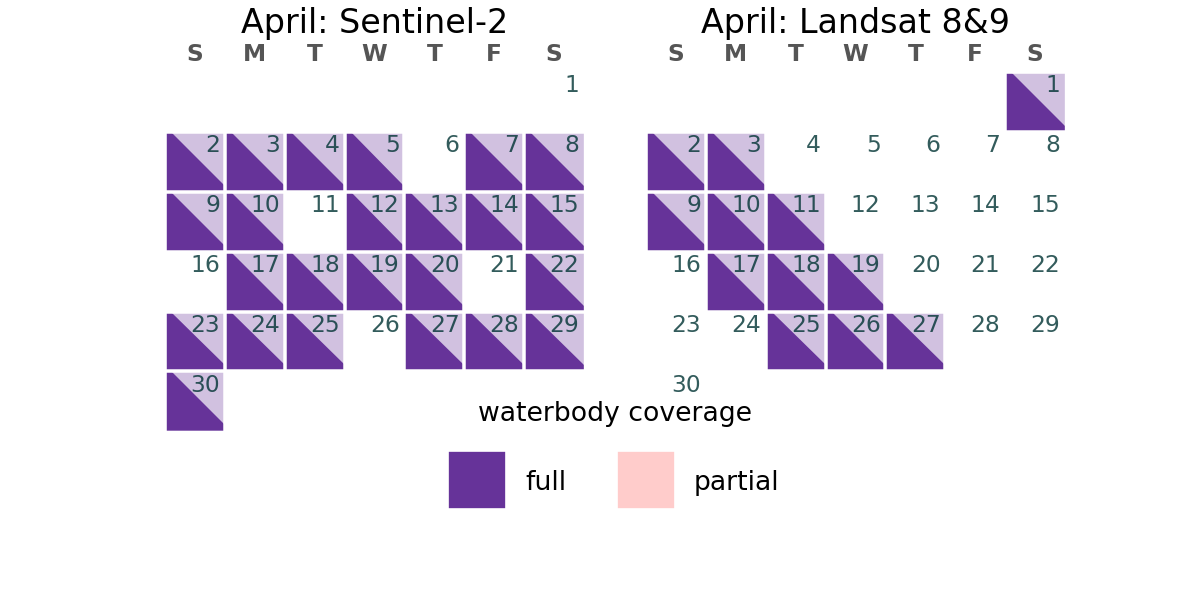 April: Sentinel-2
S M T W T F S
1
2 3 4 5 6 7 8
9 10 11 12 13 14 15
16 17 18 19 20 21 22
23 24 25 26 27 28 29
30
April: Landsat 8&9
S M T W T F S
1
2 3 4 5 6 7 8
9 10 11 12 13 14 15
16 17 18 19 20 21 22
23 24 25 26 27 28 29
30
waterbody coverage
full partial